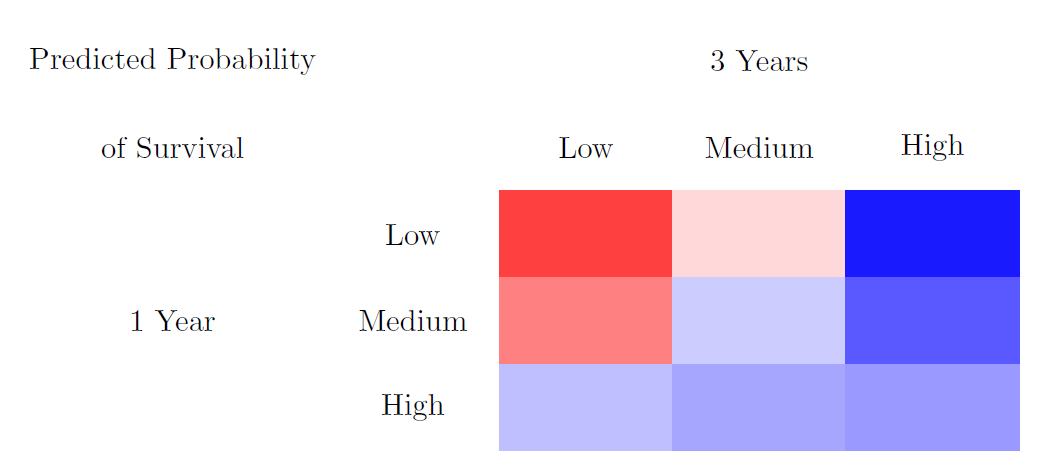 Predicted Probability
3 Years
of Survival
Low
Medium
High
Low
1 Year
Medium
High